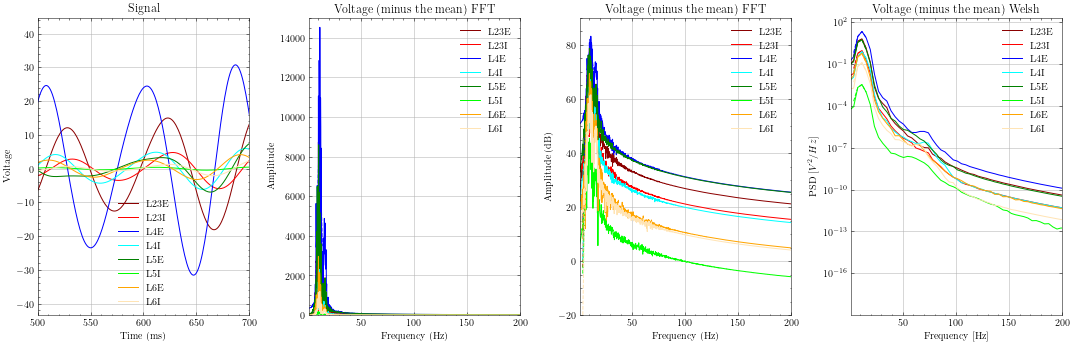 Signal
Voltage
40
30
20
10
0
−10
−20
−30
−40
L23E
L23I
L4E
L4I
L5E
L5I
L6E
L6I
500
550
600
650
700
Time (ms)
Voltage (minus the mean) FFT
Amplitude
14000
12000
10000
8000
6000
4000
2000
0
L23E
L23I
L4E
L4I
L5E
L5I
L6E
L6I
50
100
150
200
Frequency (Hz)
Voltage (minus the mean) FFT
Amplitude (dB)
80
60
40
20
0
−20
L23E
L23I
L4E
L4I
L5E
L5I
L6E
L6I
50
100
150
200
Frequency (Hz)
Voltage (minus the mean) Welsh
PSD [V²/Hz]
10²
10⁻¹
10⁻⁴
10⁻⁷
10⁻¹⁰
10⁻¹³
10⁻¹⁶
L23E
L23I
L4E
L4I
L5E
L5I
L6E
L6I
50
100
150
200
Frequency [Hz]